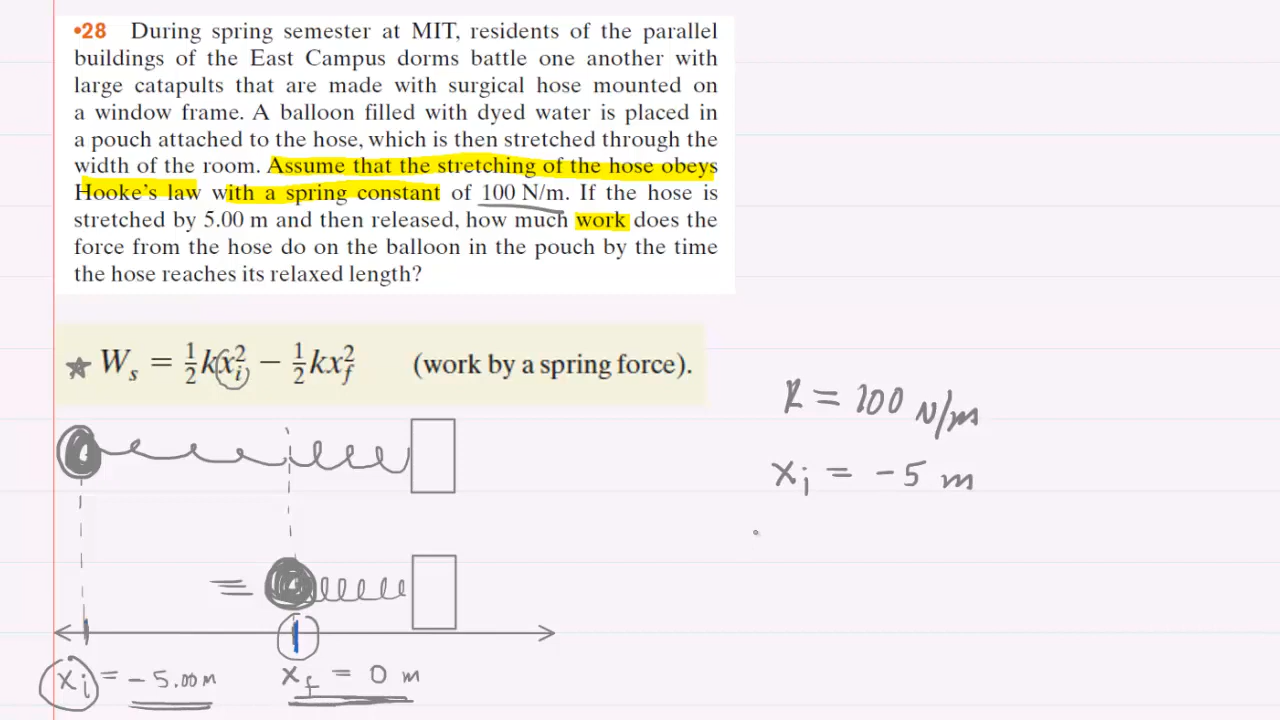 •28 During spring semester at MIT, residents of the parallel
buildings of the East Campus dorms battle one another with
large catapults that are made with surgical hose mounted on
a window frame. A balloon filled with dyed water is placed in
a pouch attached to the hose, which is then stretched through the
width of the room. Assume that the stretching of the hose obeys
Hooke's law with a spring constant of 100 N/m. If the hose is
stretched by 5.00 m and then released, how much work does the
force from the hose do on the balloon in the pouch by the time
the hose reaches its relaxed length?
★ Wₛ = ½kxᵢ² − ½kx_f² (work by a spring force).
k = 100 N/m
xᵢ = -5 m
xᵢ = -5.00 m
x_f = 0 m